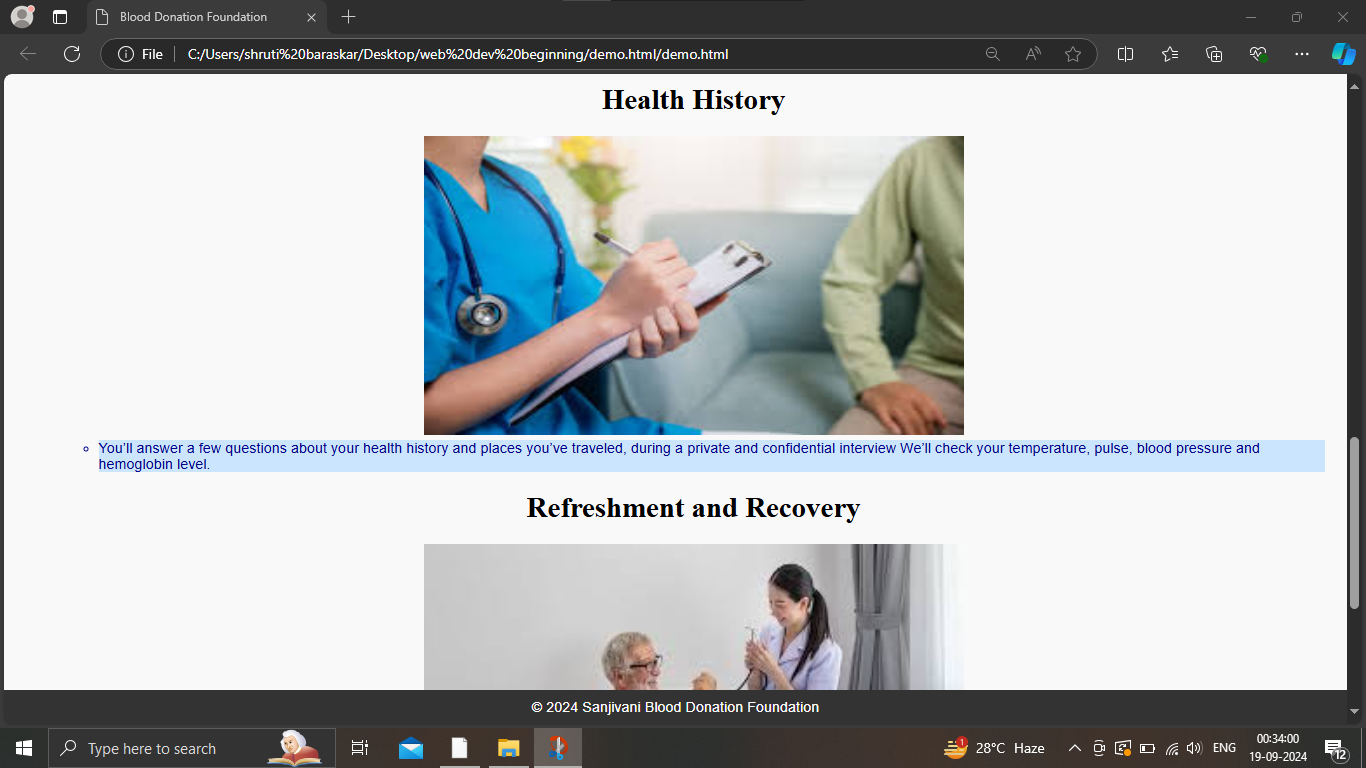 Blood Donation Foundation
File
C:/Users/shruti%20baraskar/Desktop/web%20dev%20beginning/demo.html/demo.html
Health History
You’ll answer a few questions about your health history and places you’ve traveled, during a private and confidential interview We’ll check your temperature, pulse, blood pressure and
hemoglobin level.
Refreshment and Recovery
© 2024 Sanjivani Blood Donation Foundation
Type here to search
1
28°C Haze
ENG
00:34:00
19-09-2024
12